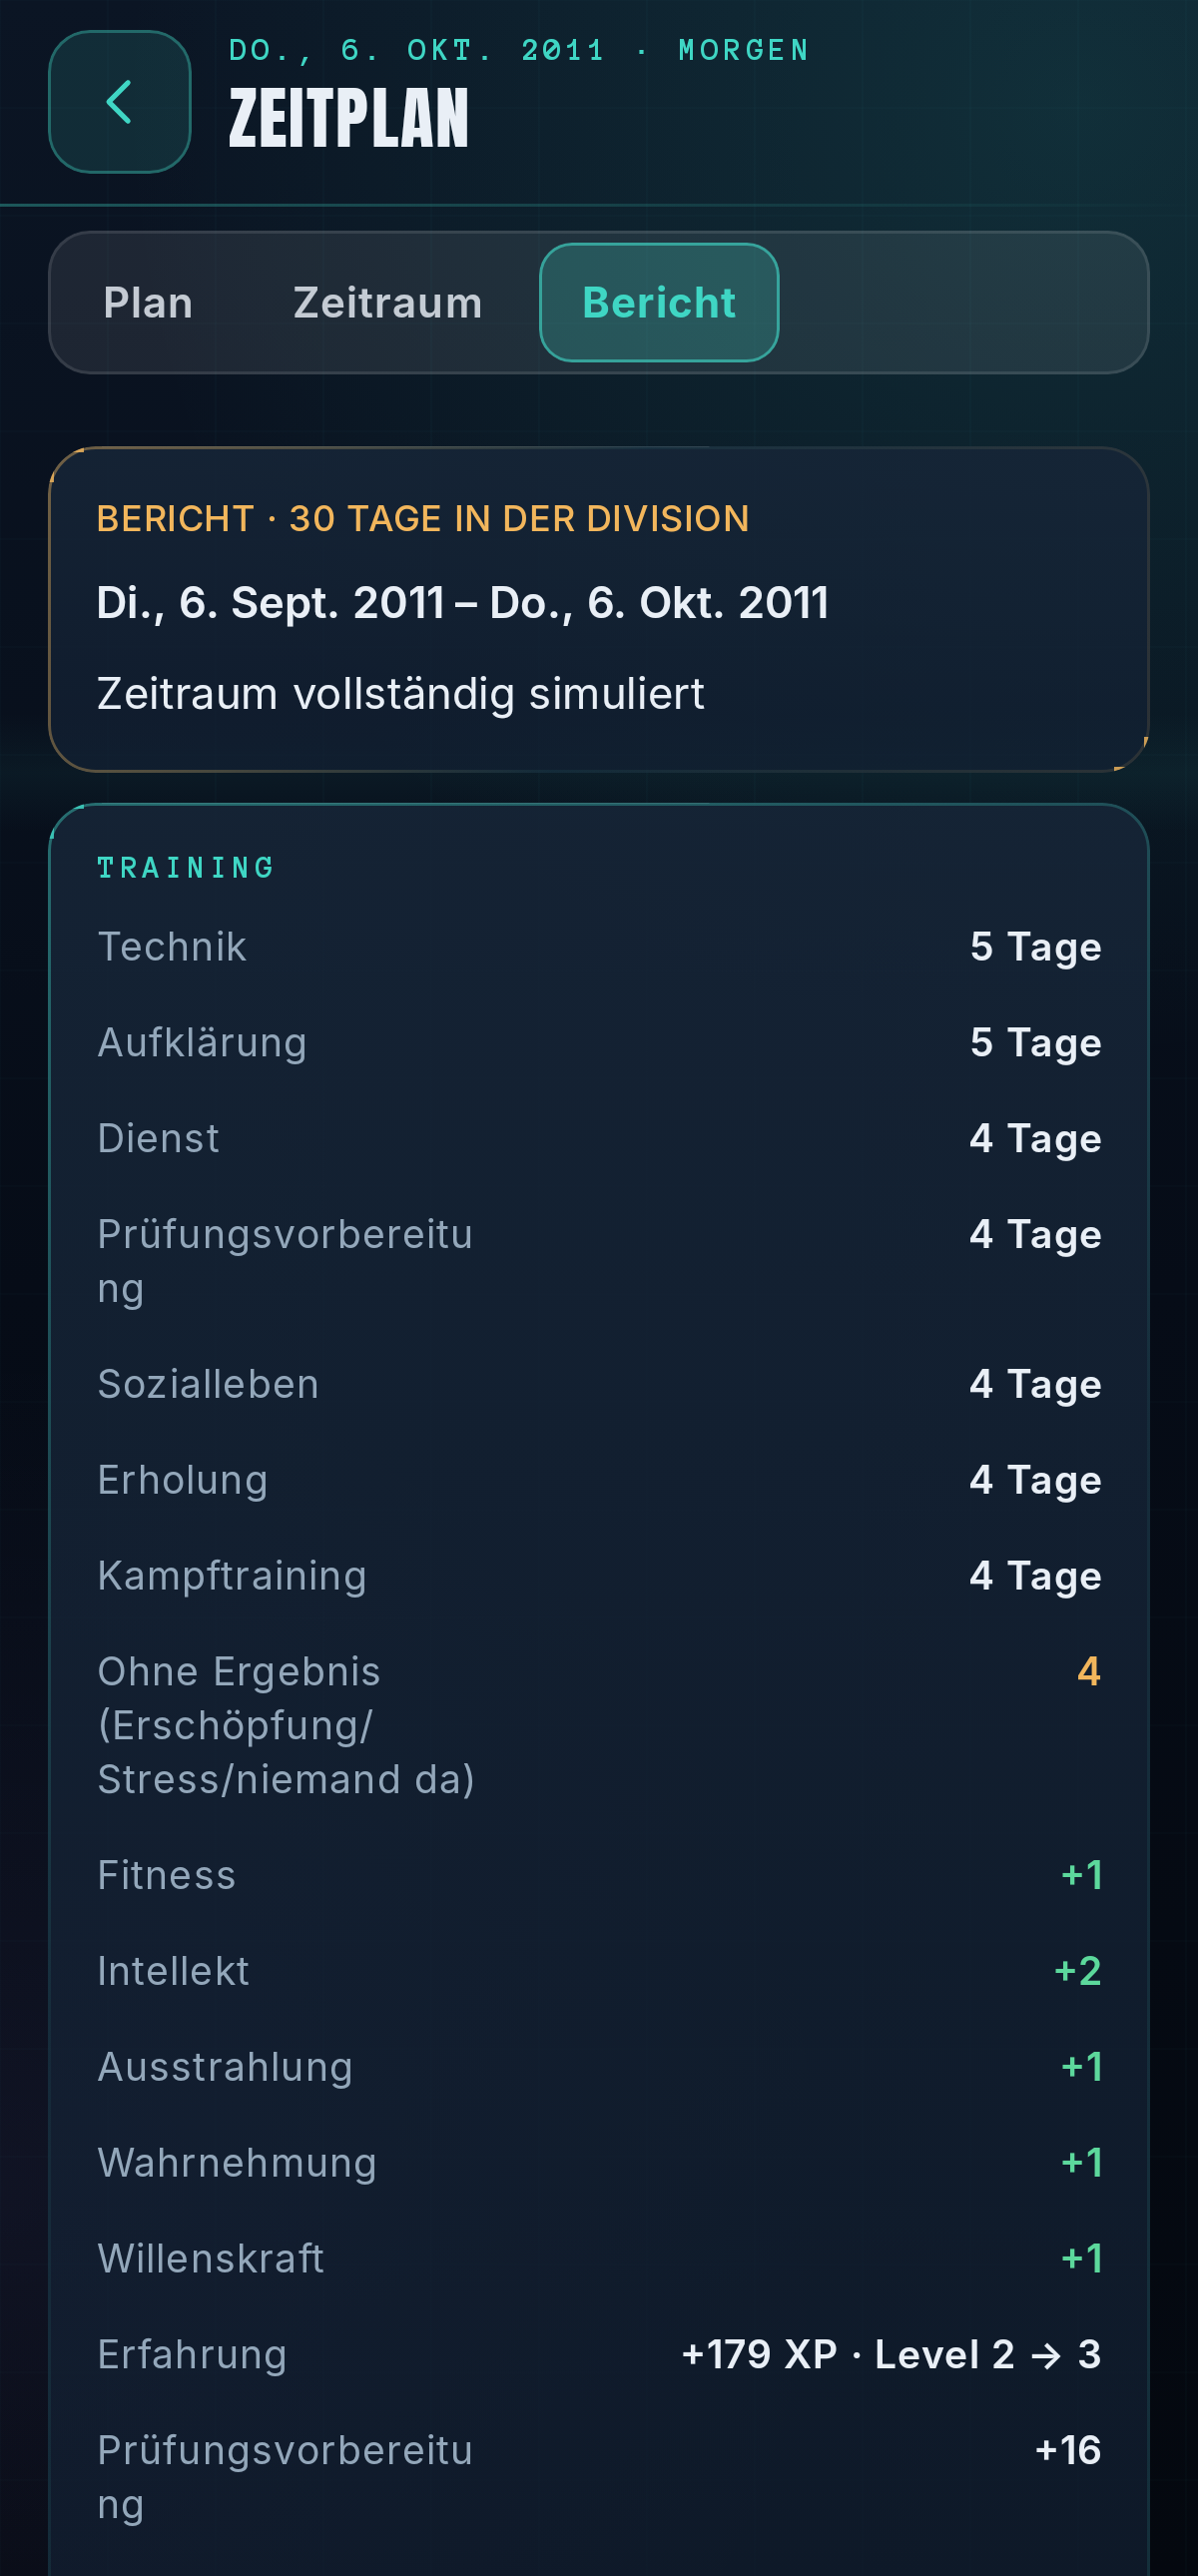 DO., 6. OKT. 2011 · MORGEN
ZEITPLAN
Plan
Zeitraum
Bericht
BERICHT · 30 TAGE IN DER DIVISION
Di., 6. Sept. 2011 – Do., 6. Okt. 2011
Zeitraum vollständig simuliert
TRAINING
Technik 5 Tage
Aufklärung 5 Tage
Dienst 4 Tage
Prüfungsvorbereitu 4 Tage
ng
Sozialleben 4 Tage
Erholung 4 Tage
Kampftraining 4 Tage
Ohne Ergebnis 4
(Erschöpfung/
Stress/niemand da)
Fitness +1
Intellekt +2
Ausstrahlung +1
Wahrnehmung +1
Willenskraft +1
Erfahrung +179 XP · Level 2 → 3
Prüfungsvorbereitu +16
ng